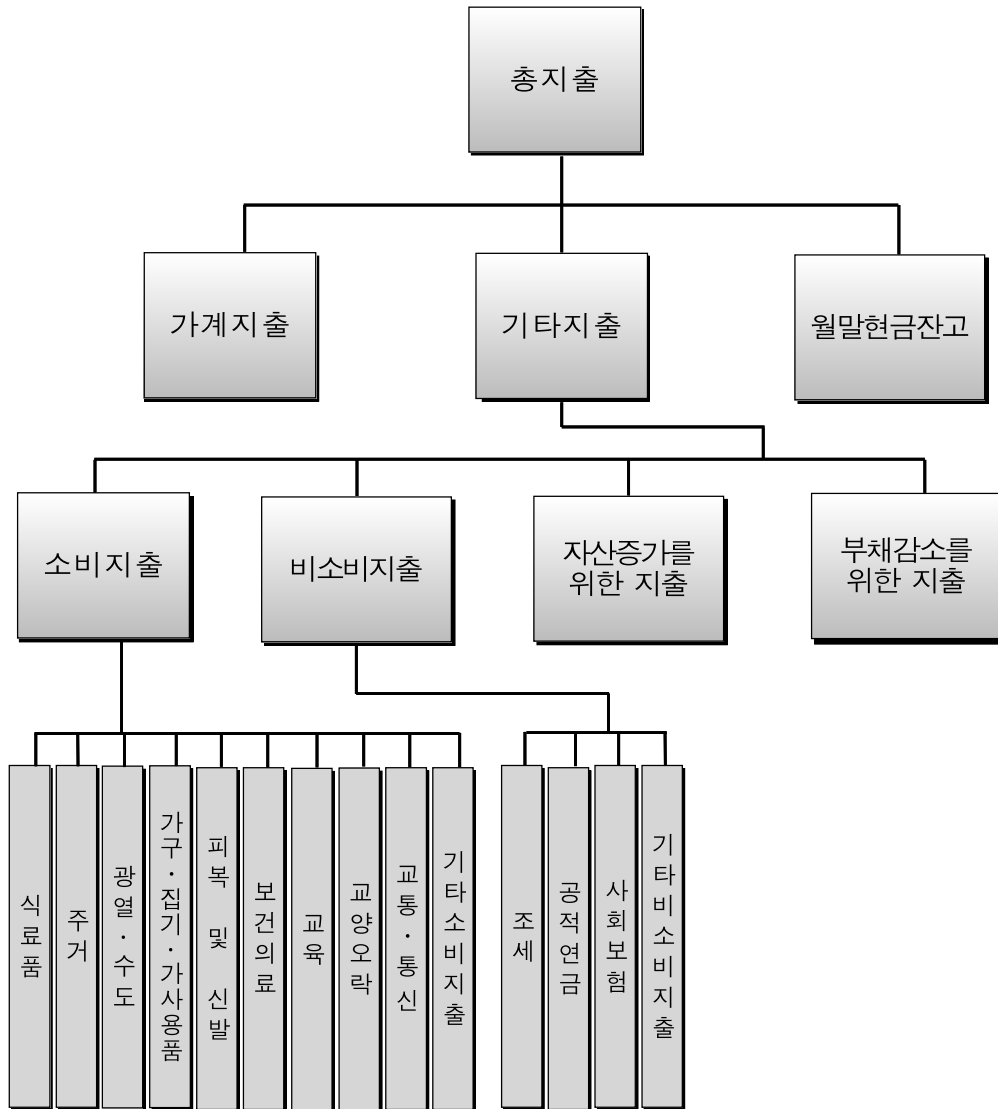 총지출
가계지출
기타지출
월말현금잔고
소비지출
비소비지출
자산증가를
위한 지출
부채감소를
위한 지출
식료품
주거
광열·수도
가구·집기·가사용품
피복 및 신발
보건의료
교육
교양오락
교통·통신
기타소비지출
조세
공적연금
사회보험
기타비소비지출